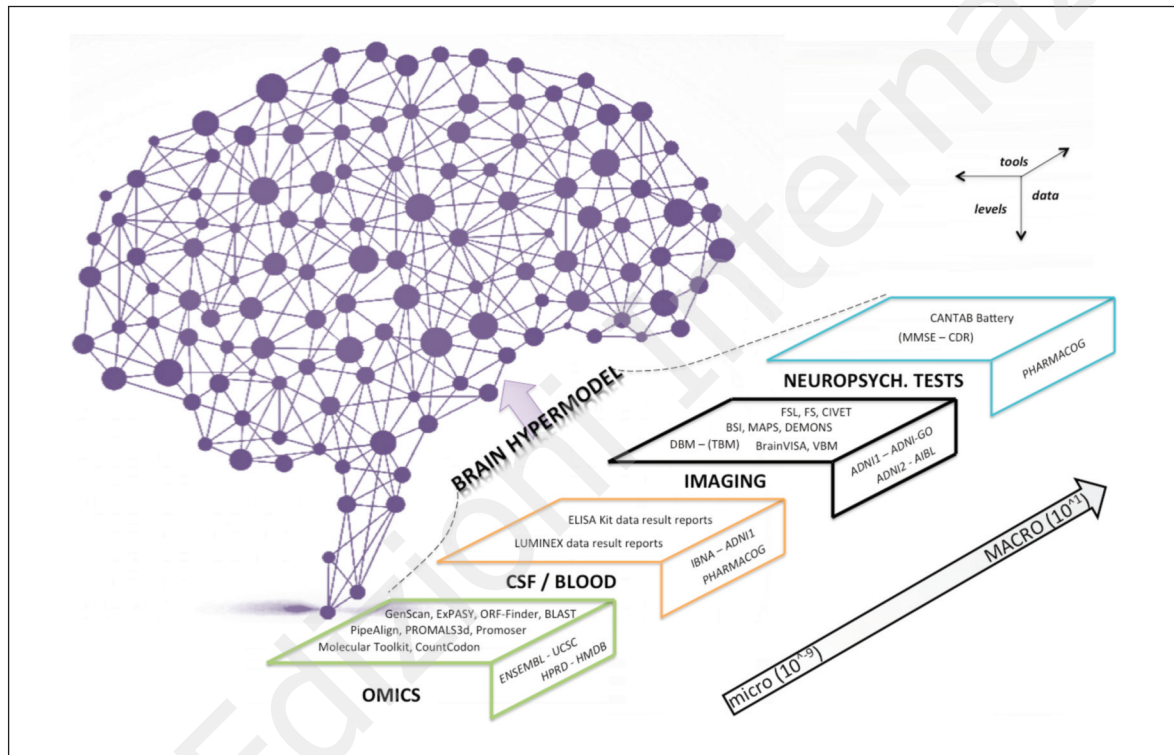 Edizioni Internaz
tools
data
levels
CANTAB Battery
(MMSE – CDR)
PHARMACOG
NEUROPSYCH. TESTS
FSL, FS, CIVET
BSI, MAPS, DEMONS
DBM – (TBM) BrainVISA, VBM
ADNI1 – ADNI-GO
ADNI2 - AIBL
IMAGING
BRAIN HYPERMODEL
ELISA Kit data result reports
LUMINEX data result reports
IBNA – ADNI1
PHARMACOG
CSF / BLOOD
GenScan, ExPASY, ORF-Finder, BLAST
PipeAlign, PROMALS3d, Promoser
Molecular Toolkit, CountCodon
ENSEMBL - UCSC
HPRD - HMDB
OMICS
micro (10^-9)
MACRO (10^1)